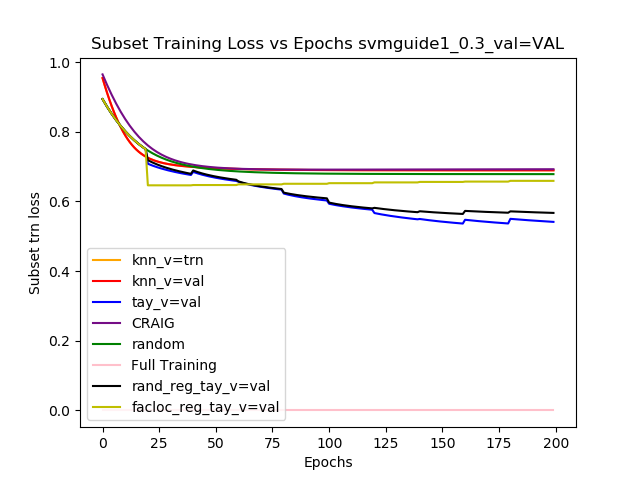 Subset Training Loss vs Epochs svmguide1_0.3_val=VAL
Subset trn loss
1.0
0.8
0.6
0.4
0.2
0.0
knn_v=trn
knn_v=val
tay_v=val
CRAIG
random
Full Training
rand_reg_tay_v=val
facloc_reg_tay_v=val
0 25 50 75 100 125 150 175 200
Epochs